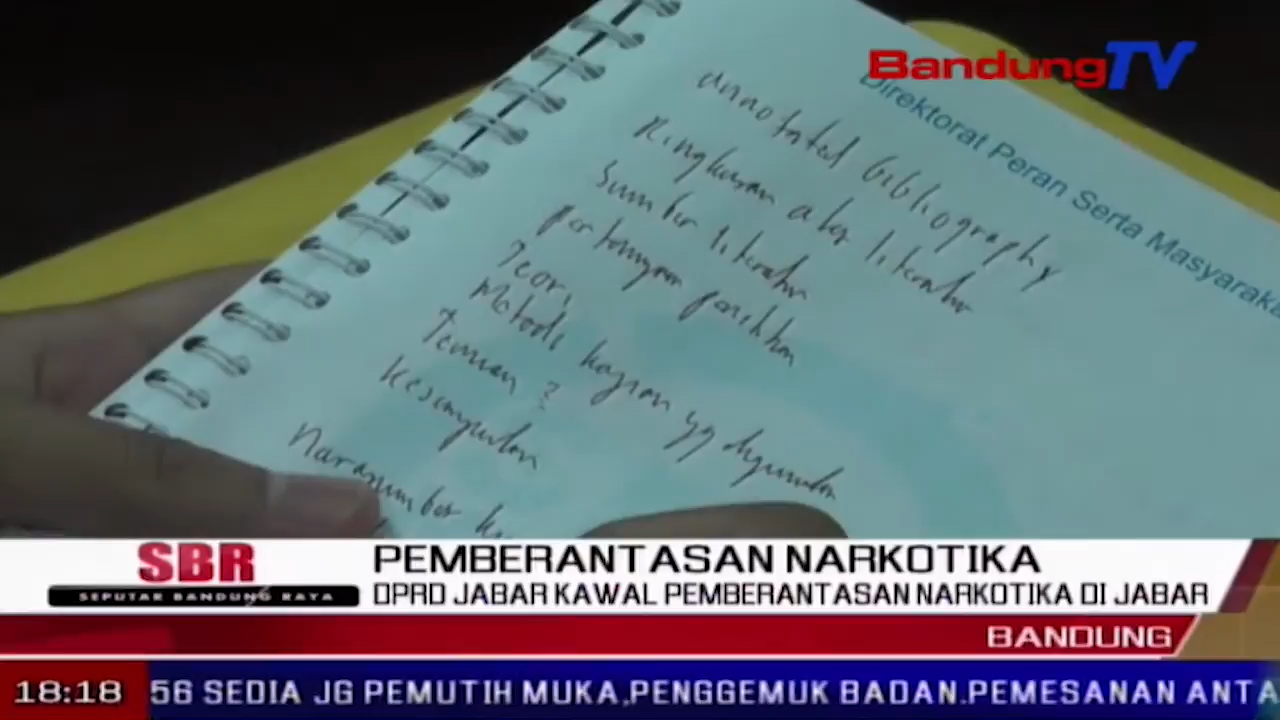 BandungTV
Direktorat Peran Serta Masyaraka
annotated bibliography
Ringkasan atas literatur
Sumber literatur
pertanyaan
Teori
Metode kajian yg digunakan
Temuan ?
Kesimpulan
Narasumber
SBR
SEPUTAR BANDUNG RAYA
PEMBERANTASAN NARKOTIKA
DPRD JABAR KAWAL PEMBERANTASAN NARKOTIKA DI JABAR
BANDUNG
18:18 56 SEDIA JG PEMUTIH MUKA,PENGGEMUK BADAN.PEMESANAN ANTA